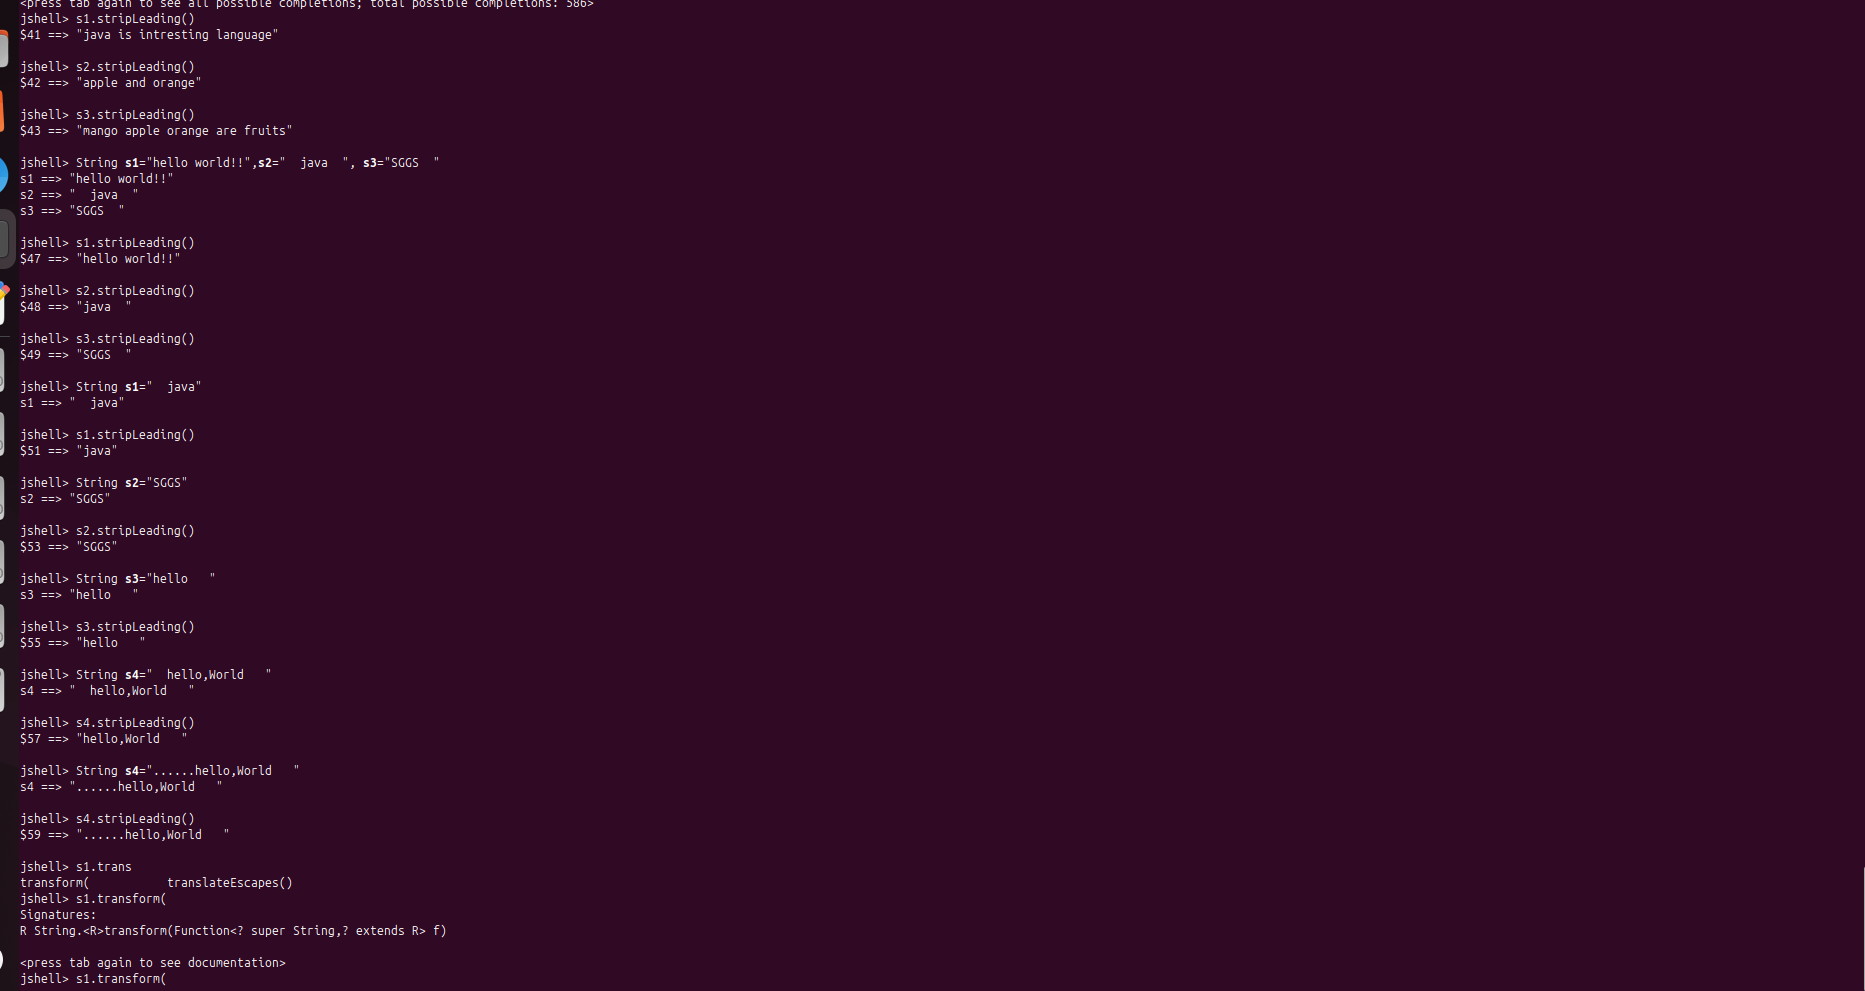 <press tab again to see all possible completions; total possible completions: 586>
jshell> s1.stripLeading()
$41 ==> "java is intresting language"
jshell> s2.stripLeading()
$42 ==> "apple and orange"
jshell> s3.stripLeading()
$43 ==> "mango apple orange are fruits"
jshell> String s1="hello world!!",s2="  java  ", s3="SGGS  "
s1 ==> "hello world!!"
s2 ==> "  java  "
s3 ==> "SGGS  "
jshell> s1.stripLeading()
$47 ==> "hello world!!"
jshell> s2.stripLeading()
$48 ==> "java  "
jshell> s3.stripLeading()
$49 ==> "SGGS  "
jshell> String s1="  java"
s1 ==> "  java"
jshell> s1.stripLeading()
$51 ==> "java"
jshell> String s2="SGGS"
s2 ==> "SGGS"
jshell> s2.stripLeading()
$53 ==> "SGGS"
jshell> String s3="hello   "
s3 ==> "hello   "
jshell> s3.stripLeading()
$55 ==> "hello   "
jshell> String s4="  hello,World   "
s4 ==> "  hello,World   "
jshell> s4.stripLeading()
$57 ==> "hello,World   "
jshell> String s4="......hello,World   "
s4 ==> "......hello,World   "
jshell> s4.stripLeading()
$59 ==> "......hello,World   "
jshell> s1.trans
transform(           translateEscapes()
jshell> s1.transform(
Signatures:
R String.<R>transform(Function<? super String,? extends R> f)
<press tab again to see documentation>
jshell> s1.transform(